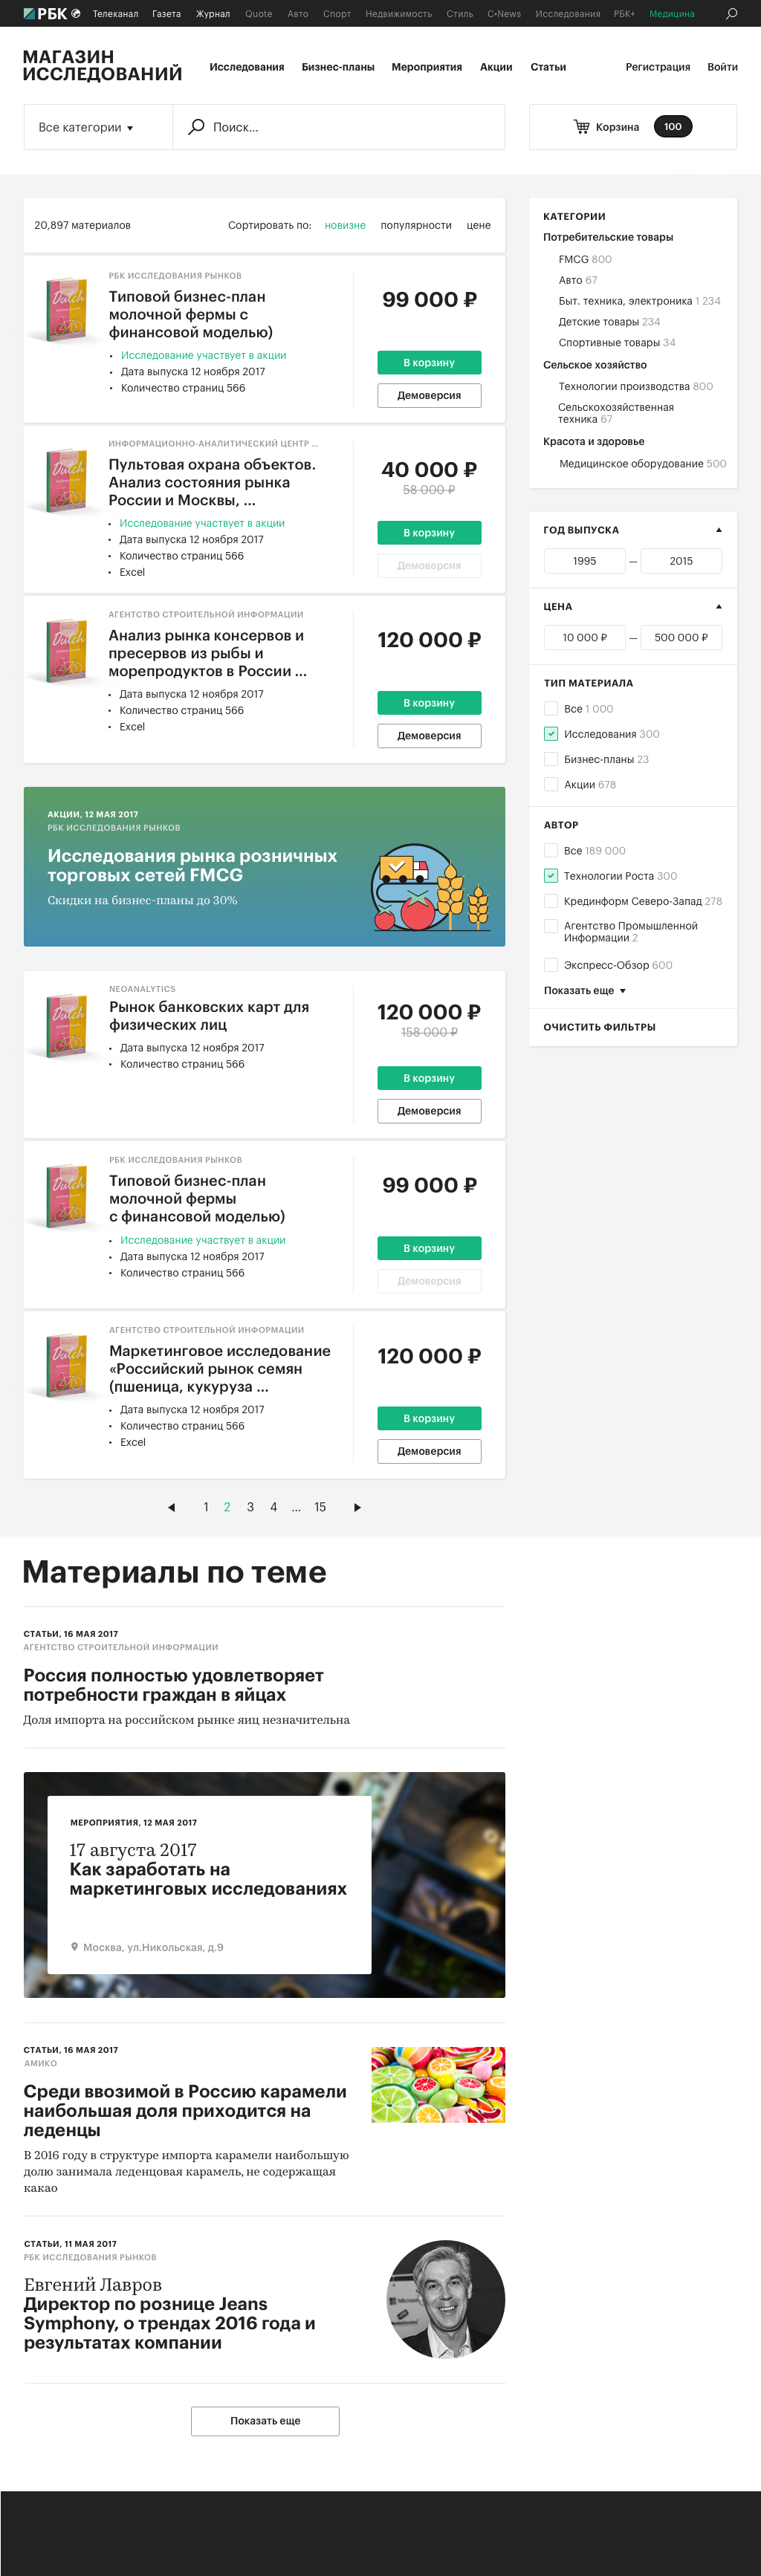 РБК Телеканал Газета Журнал Quote Авто Спорт Недвижимость Стиль C•News Исследования РБК+ Медицина
МАГАЗИН
ИССЛЕДОВАНИЙ
Исследования Бизнес-планы Мероприятия Акции Статьи Регистрация Войти
Все категории Поиск... Корзина 100
20,897 материалов Сортировать по: новизне популярности цене
РБК ИССЛЕДОВАНИЯ РЫНКОВ
Типовой бизнес-план
молочной фермы с
финансовой моделью)
• Исследование участвует в акции
• Дата выпуска 12 ноября 2017
• Количество страниц 566
99 000 ₽
В корзину
Демоверсия
Dutch
ИНФОРМАЦИОННО-АНАЛИТИЧЕСКИЙ ЦЕНТР ...
Пультовая охрана объектов.
Анализ состояния рынка
России и Москвы, ...
• Исследование участвует в акции
• Дата выпуска 12 ноября 2017
• Количество страниц 566
• Excel
40 000 ₽
58 000 ₽
В корзину
Демоверсия
Dutch
АГЕНТСТВО СТРОИТЕЛЬНОЙ ИНФОРМАЦИИ
Анализ рынка консервов и
пресервов из рыбы и
морепродуктов в России ...
• Дата выпуска 12 ноября 2017
• Количество страниц 566
• Excel
120 000 ₽
В корзину
Демоверсия
Dutch
АКЦИИ, 12 МАЯ 2017
РБК ИССЛЕДОВАНИЯ РЫНКОВ
Исследования рынка розничных
торговых сетей FMCG
Скидки на бизнес-планы до 30%
NEOANALYTICS
Рынок банковских карт для
физических лиц
• Дата выпуска 12 ноября 2017
• Количество страниц 566
120 000 ₽
158 000 ₽
В корзину
Демоверсия
Dutch
РБК ИССЛЕДОВАНИЯ РЫНКОВ
Типовой бизнес-план
молочной фермы
с финансовой моделью)
• Исследование участвует в акции
• Дата выпуска 12 ноября 2017
• Количество страниц 566
99 000 ₽
В корзину
Демоверсия
Dutch
АГЕНТСТВО СТРОИТЕЛЬНОЙ ИНФОРМАЦИИ
Маркетинговое исследование
«Российский рынок семян
(пшеница, кукуруза ...
• Дата выпуска 12 ноября 2017
• Количество страниц 566
• Excel
120 000 ₽
В корзину
Демоверсия
Dutch
1 2 3 4 ... 15
КАТЕГОРИИ
Потребительские товары
FMCG 800
Авто 67
Быт. техника, электроника 1 234
Детские товары 234
Спортивные товары 34
Сельское хозяйство
Технологии производства 800
Сельскохозяйственная
техника 67
Красота и здоровье
Медицинское оборудование 500
ГОД ВЫПУСКА
1995 — 2015
ЦЕНА
10 000 ₽ — 500 000 ₽
ТИП МАТЕРИАЛА
Все 1 000
Исследования 300
Бизнес-планы 23
Акции 678
АВТОР
Все 189 000
Технологии Роста 300
Крединформ Северо-Запад 278
Агентство Промышленной
Информации 2
Экспресс-Обзор 600
Показать еще
ОЧИСТИТЬ ФИЛЬТРЫ
Материалы по теме
СТАТЬИ, 16 МАЯ 2017
АГЕНТСТВО СТРОИТЕЛЬНОЙ ИНФОРМАЦИИ
Россия полностью удовлетворяет
потребности граждан в яйцах
Доля импорта на российском рынке яиц незначительна
МЕРОПРИЯТИЯ, 12 МАЯ 2017
17 августа 2017
Как заработать на
маркетинговых исследованиях
Москва, ул.Никольская, д.9
СТАТЬИ, 16 МАЯ 2017
АМИКО
Среди ввозимой в Россию карамели
наибольшая доля приходится на
леденцы
В 2016 году в структуре импорта карамели наибольшую
долю занимала леденцовая карамель, не содержащая
какао
СТАТЬИ, 11 МАЯ 2017
РБК ИССЛЕДОВАНИЯ РЫНКОВ
Евгений Лавров
Директор по рознице Jeans
Symphony, о трендах 2016 года и
результатах компании
Microsoft
Показать еще